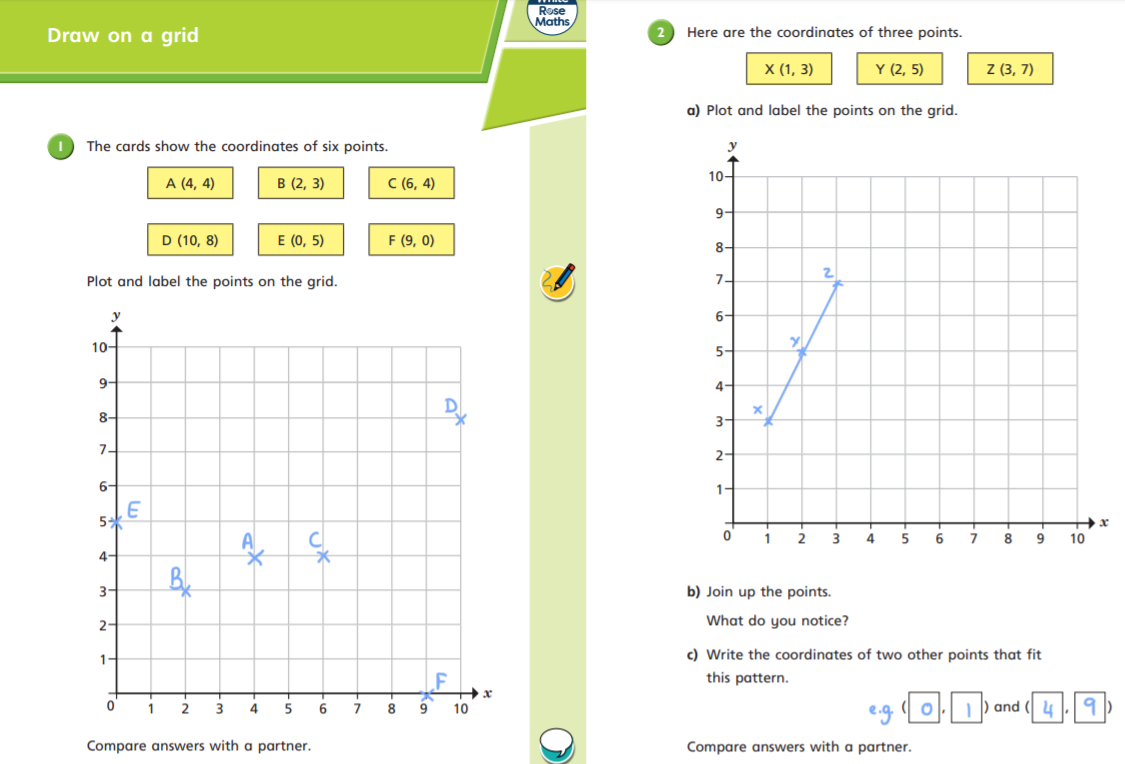 Draw on a grid
White
Rose
Maths
1 The cards show the coordinates of six points.
A (4, 4) B (2, 3) C (6, 4)
D (10, 8) E (0, 5) F (9, 0)
Plot and label the points on the grid.
y
10
9
D
8
7
6
E
5
A C
4
B
3
2
1
F
x
0 1 2 3 4 5 6 7 8 9 10
Compare answers with a partner.
2 Here are the coordinates of three points.
X (1, 3) Y (2, 5) Z (3, 7)
a) Plot and label the points on the grid.
y
10
9
8
z
7
6
y
5
4
x
3
2
1
x
0 1 2 3 4 5 6 7 8 9 10
b) Join up the points.
What do you notice?
c) Write the coordinates of two other points that fit
this pattern.
e.g. (0, 1) and (4, 9)
Compare answers with a partner.